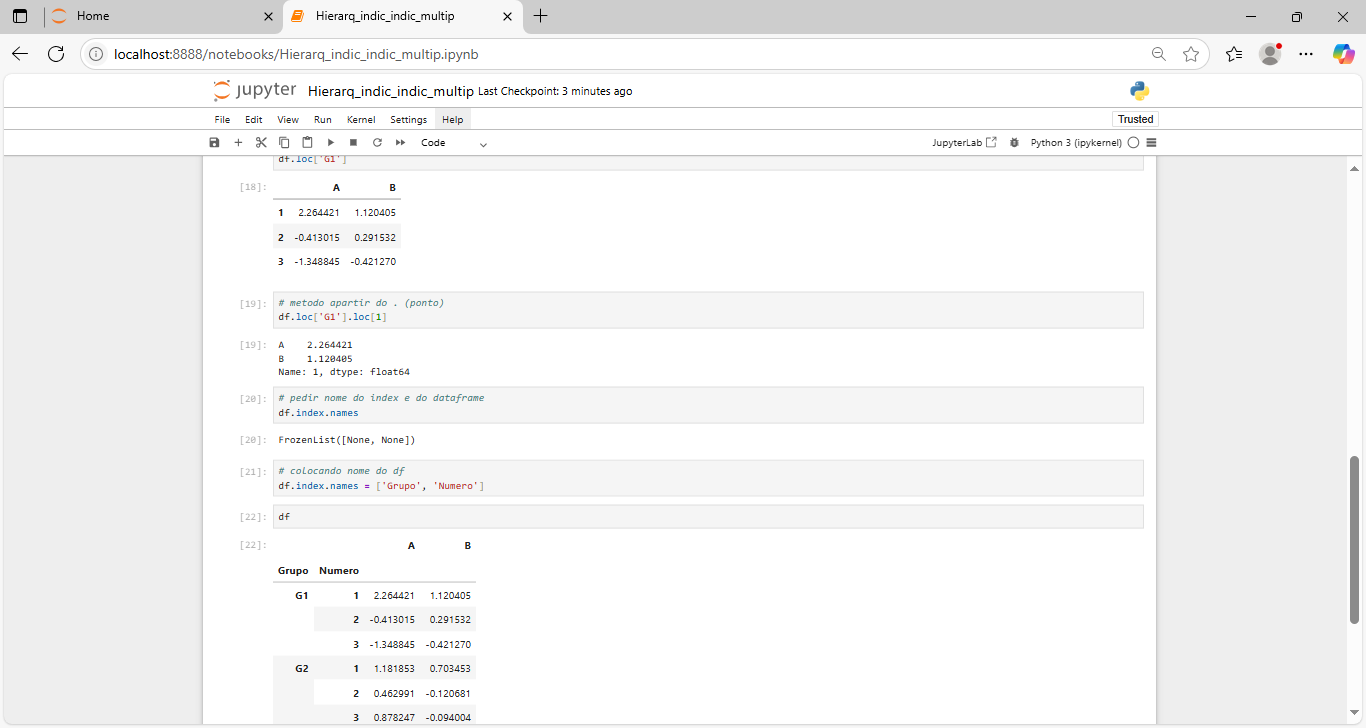 Home
Hierarq_indic_indic_multip
localhost:8888/notebooks/Hierarq_indic_indic_multip.ipynb
jupyter Hierarq_indic_indic_multip Last Checkpoint: 3 minutes ago
File Edit View Run Kernel Settings Help
Trusted
Code
JupyterLab Python 3 (ipykernel)
df.loc['G1']
[18]: A B
1 2.264421 1.120405
2 -0.413015 0.291532
3 -1.348845 -0.421270
[19]: # metodo apartir do . (ponto)
df.loc['G1'].loc[1]
[19]: A 2.264421
B 1.120405
Name: 1, dtype: float64
[20]: # pedir nome do index e do dataframe
df.index.names
[20]: FrozenList([None, None])
[21]: # colocando nome do df
df.index.names = ['Grupo', 'Numero']
[22]: df
[22]: A B
Grupo Numero
G1 1 2.264421 1.120405
2 -0.413015 0.291532
3 -1.348845 -0.421270
G2 1 1.181853 0.703453
2 0.462991 -0.120681
3 0.878247 -0.094004